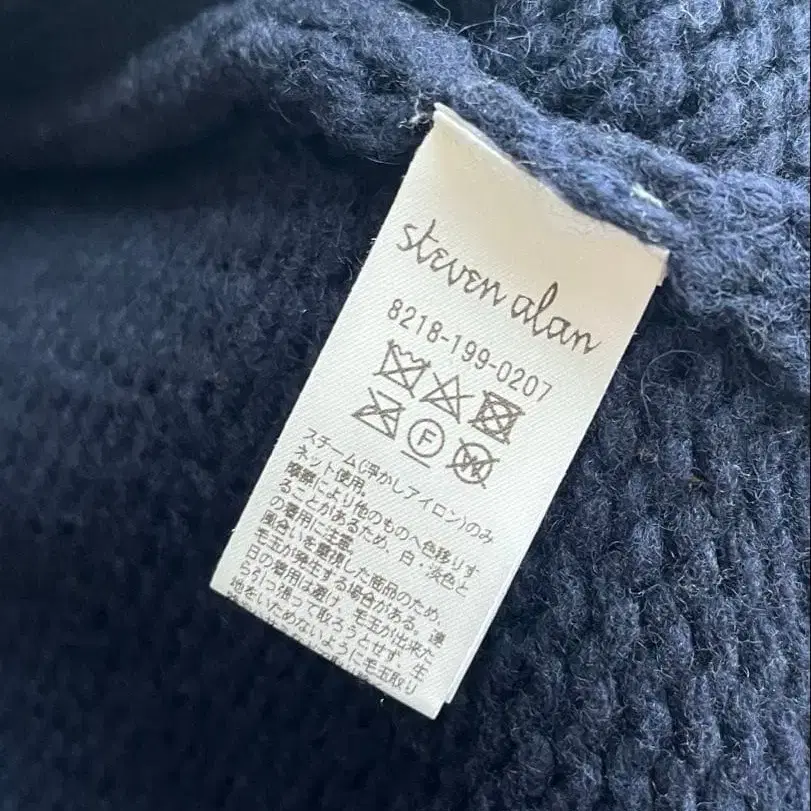 steven alan
8218-199-0207
F
W
スチーム(浮かしアイロン)のみ
ネット使用。
摩擦により他のものへ色移りす
ることがあるため、白・淡色と
の着用に注意。
風合いを重視した商品のため、
毛玉が発生する場合がある。連
日の着用は避け、毛玉が出来た
ら引っ張って取ろうとせず、生
地をいためないように毛玉取り